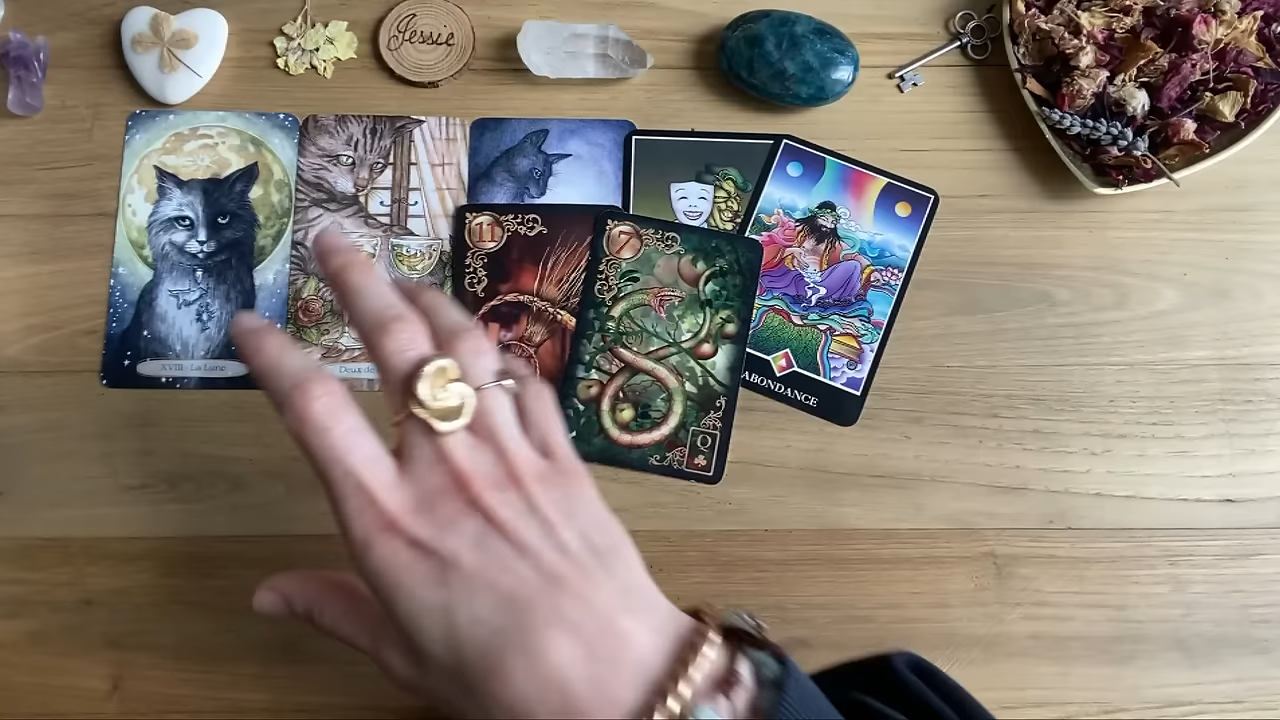 Jessie
XVIII - La Lune
Deux de
11
7
Q
ABONDANCE